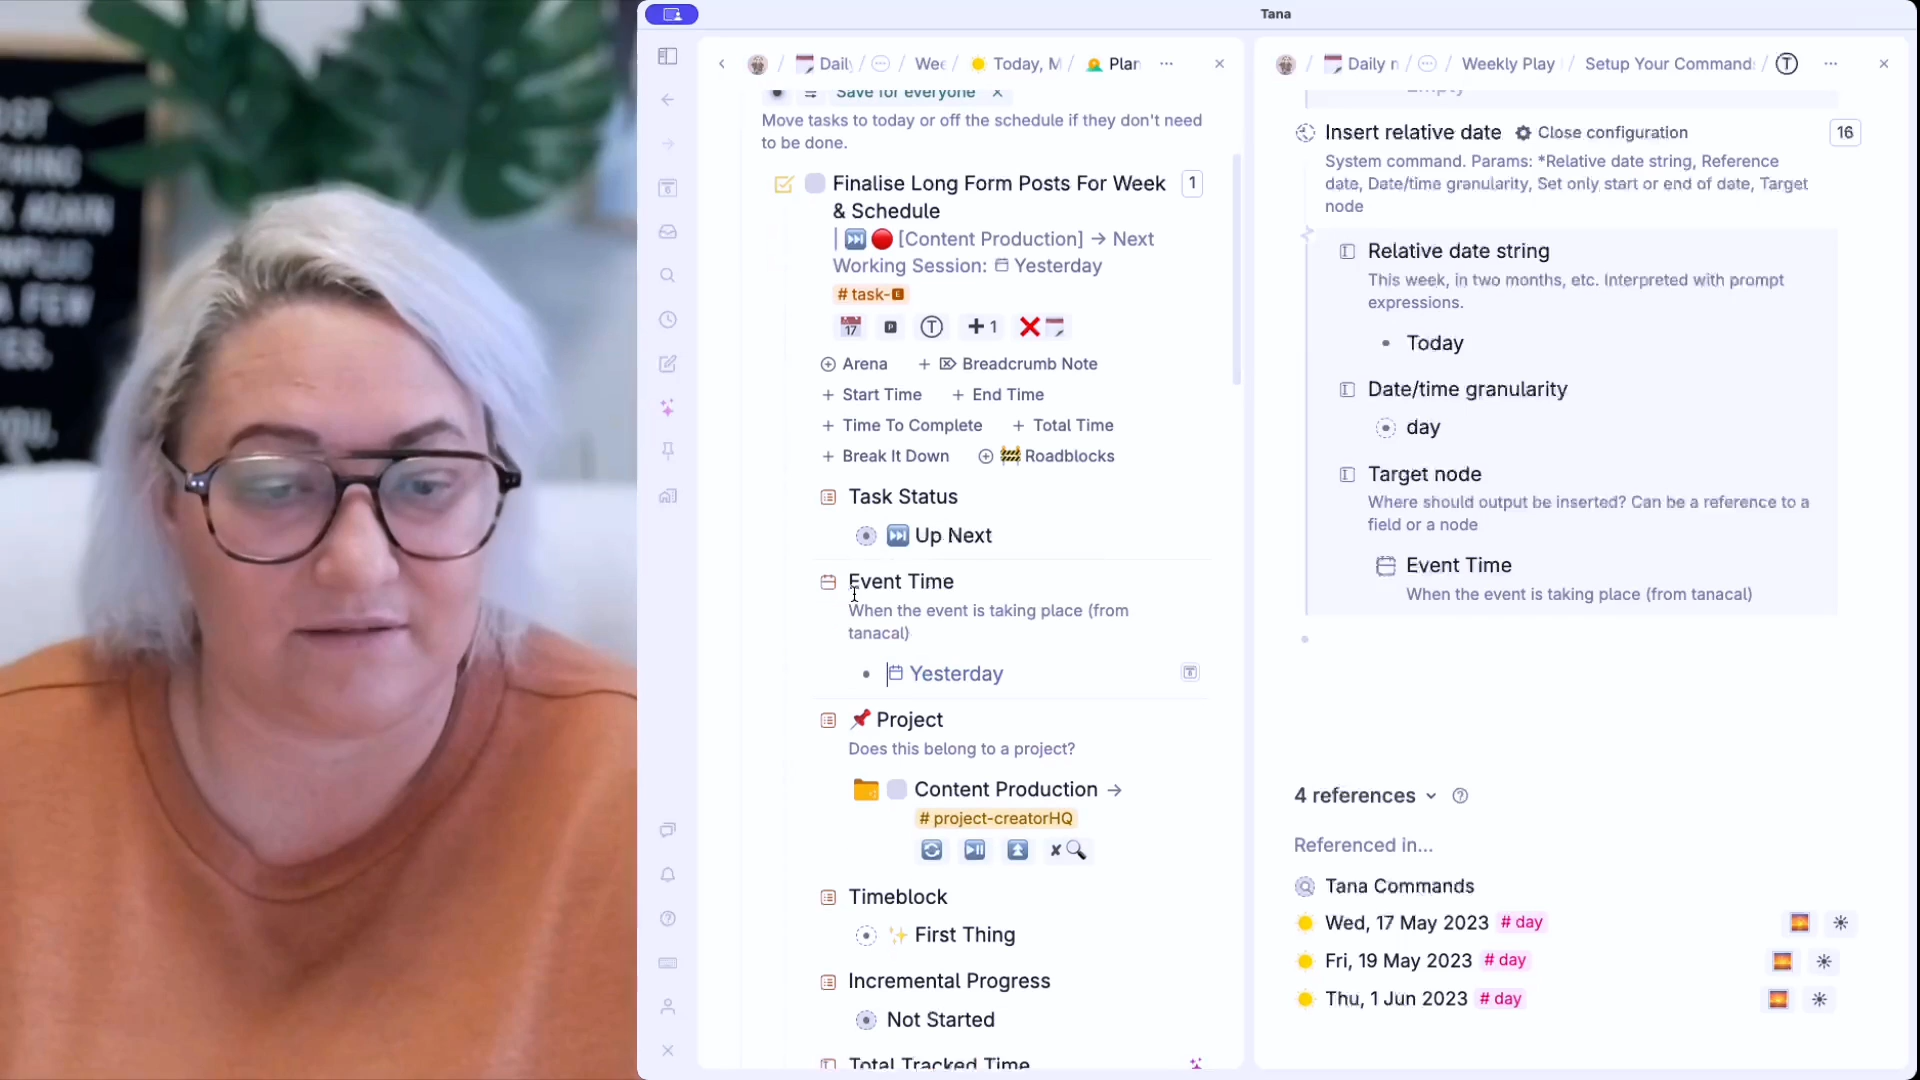 Tana
Daily
Wee
Today, M
Plan
Save for everyone
Move tasks to today or off the schedule if they don't need
to be done.
Finalise Long Form Posts For Week
& Schedule
1
| [Content Production] → Next
Working Session: Yesterday
# task-E
17
P
T
+ 1
Arena
+ Breadcrumb Note
+ Start Time
+ End Time
+ Time To Complete
+ Total Time
+ Break It Down
Roadblocks
Task Status
Up Next
Event Time
When the event is taking place (from
tanacal)
Yesterday
Project
Does this belong to a project?
Content Production →
# project-creatorHQ
Timeblock
First Thing
Incremental Progress
Not Started
Total Tracked Time
Daily n
Weekly Play
Setup Your Command
T
Empty
Insert relative date
Close configuration
16
System command. Params: *Relative date string, Reference
date, Date/time granularity, Set only start or end of date, Target
node
Relative date string
This week, in two months, etc. Interpreted with prompt
expressions.
Today
Date/time granularity
day
Target node
Where should output be inserted? Can be a reference to a
field or a node
Event Time
When the event is taking place (from tanacal)
4 references
Referenced in...
Tana Commands
Wed, 17 May 2023 # day
Fri, 19 May 2023 # day
Thu, 1 Jun 2023 # day